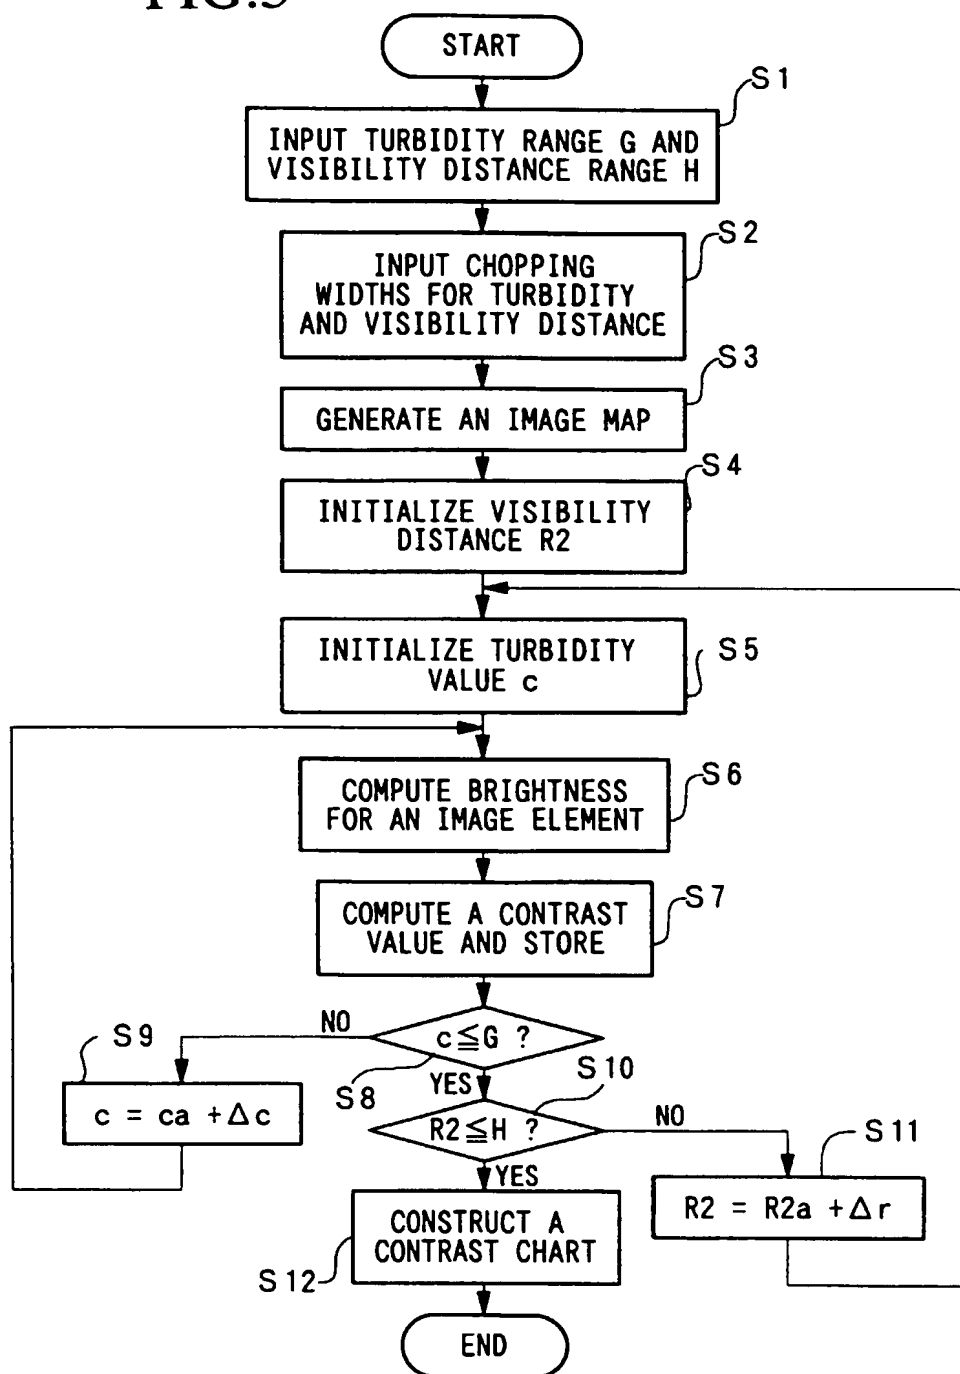 FIG.5
START
S1
INPUT TURBIDITY RANGE G AND
VISIBILITY DISTANCE RANGE H
S2
INPUT CHOPPING
WIDTHS FOR TURBIDITY
AND VISIBILITY DISTANCE
S3
GENERATE AN IMAGE MAP
S4
INITIALIZE VISIBILITY
DISTANCE R2
S5
INITIALIZE TURBIDITY
VALUE c
S6
COMPUTE BRIGHTNESS
FOR AN IMAGE ELEMENT
S7
COMPUTE A CONTRAST
VALUE AND STORE
c≦G ?
NO
S8
YES
S9
c = ca +Δc
S10
R2≦H ?
NO
YES
S11
R2 = R2a +Δr
CONSTRUCT A
CONTRAST CHART
S12
END